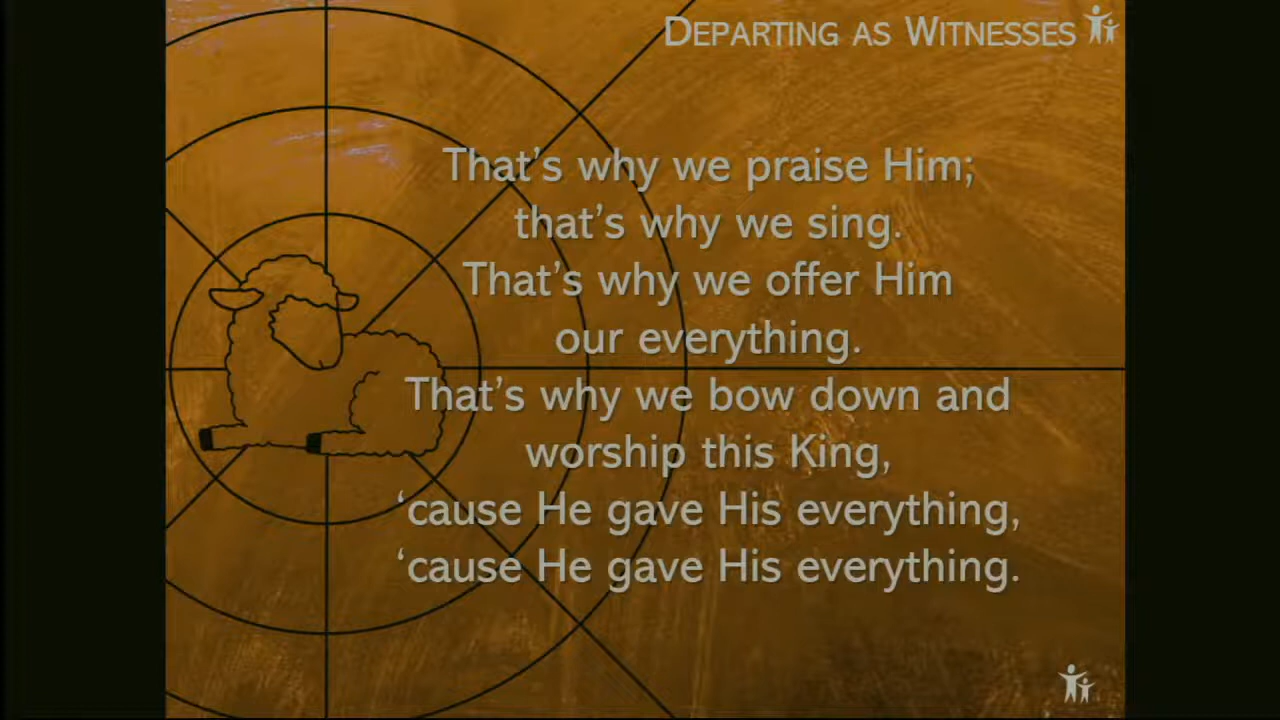 DEPARTING AS WITNESSES
That's why we praise Him;
that's why we sing.
That's why we offer Him
our everything.
That's why we bow down and
worship this King,
‘cause He gave His everything,
‘cause He gave His everything.